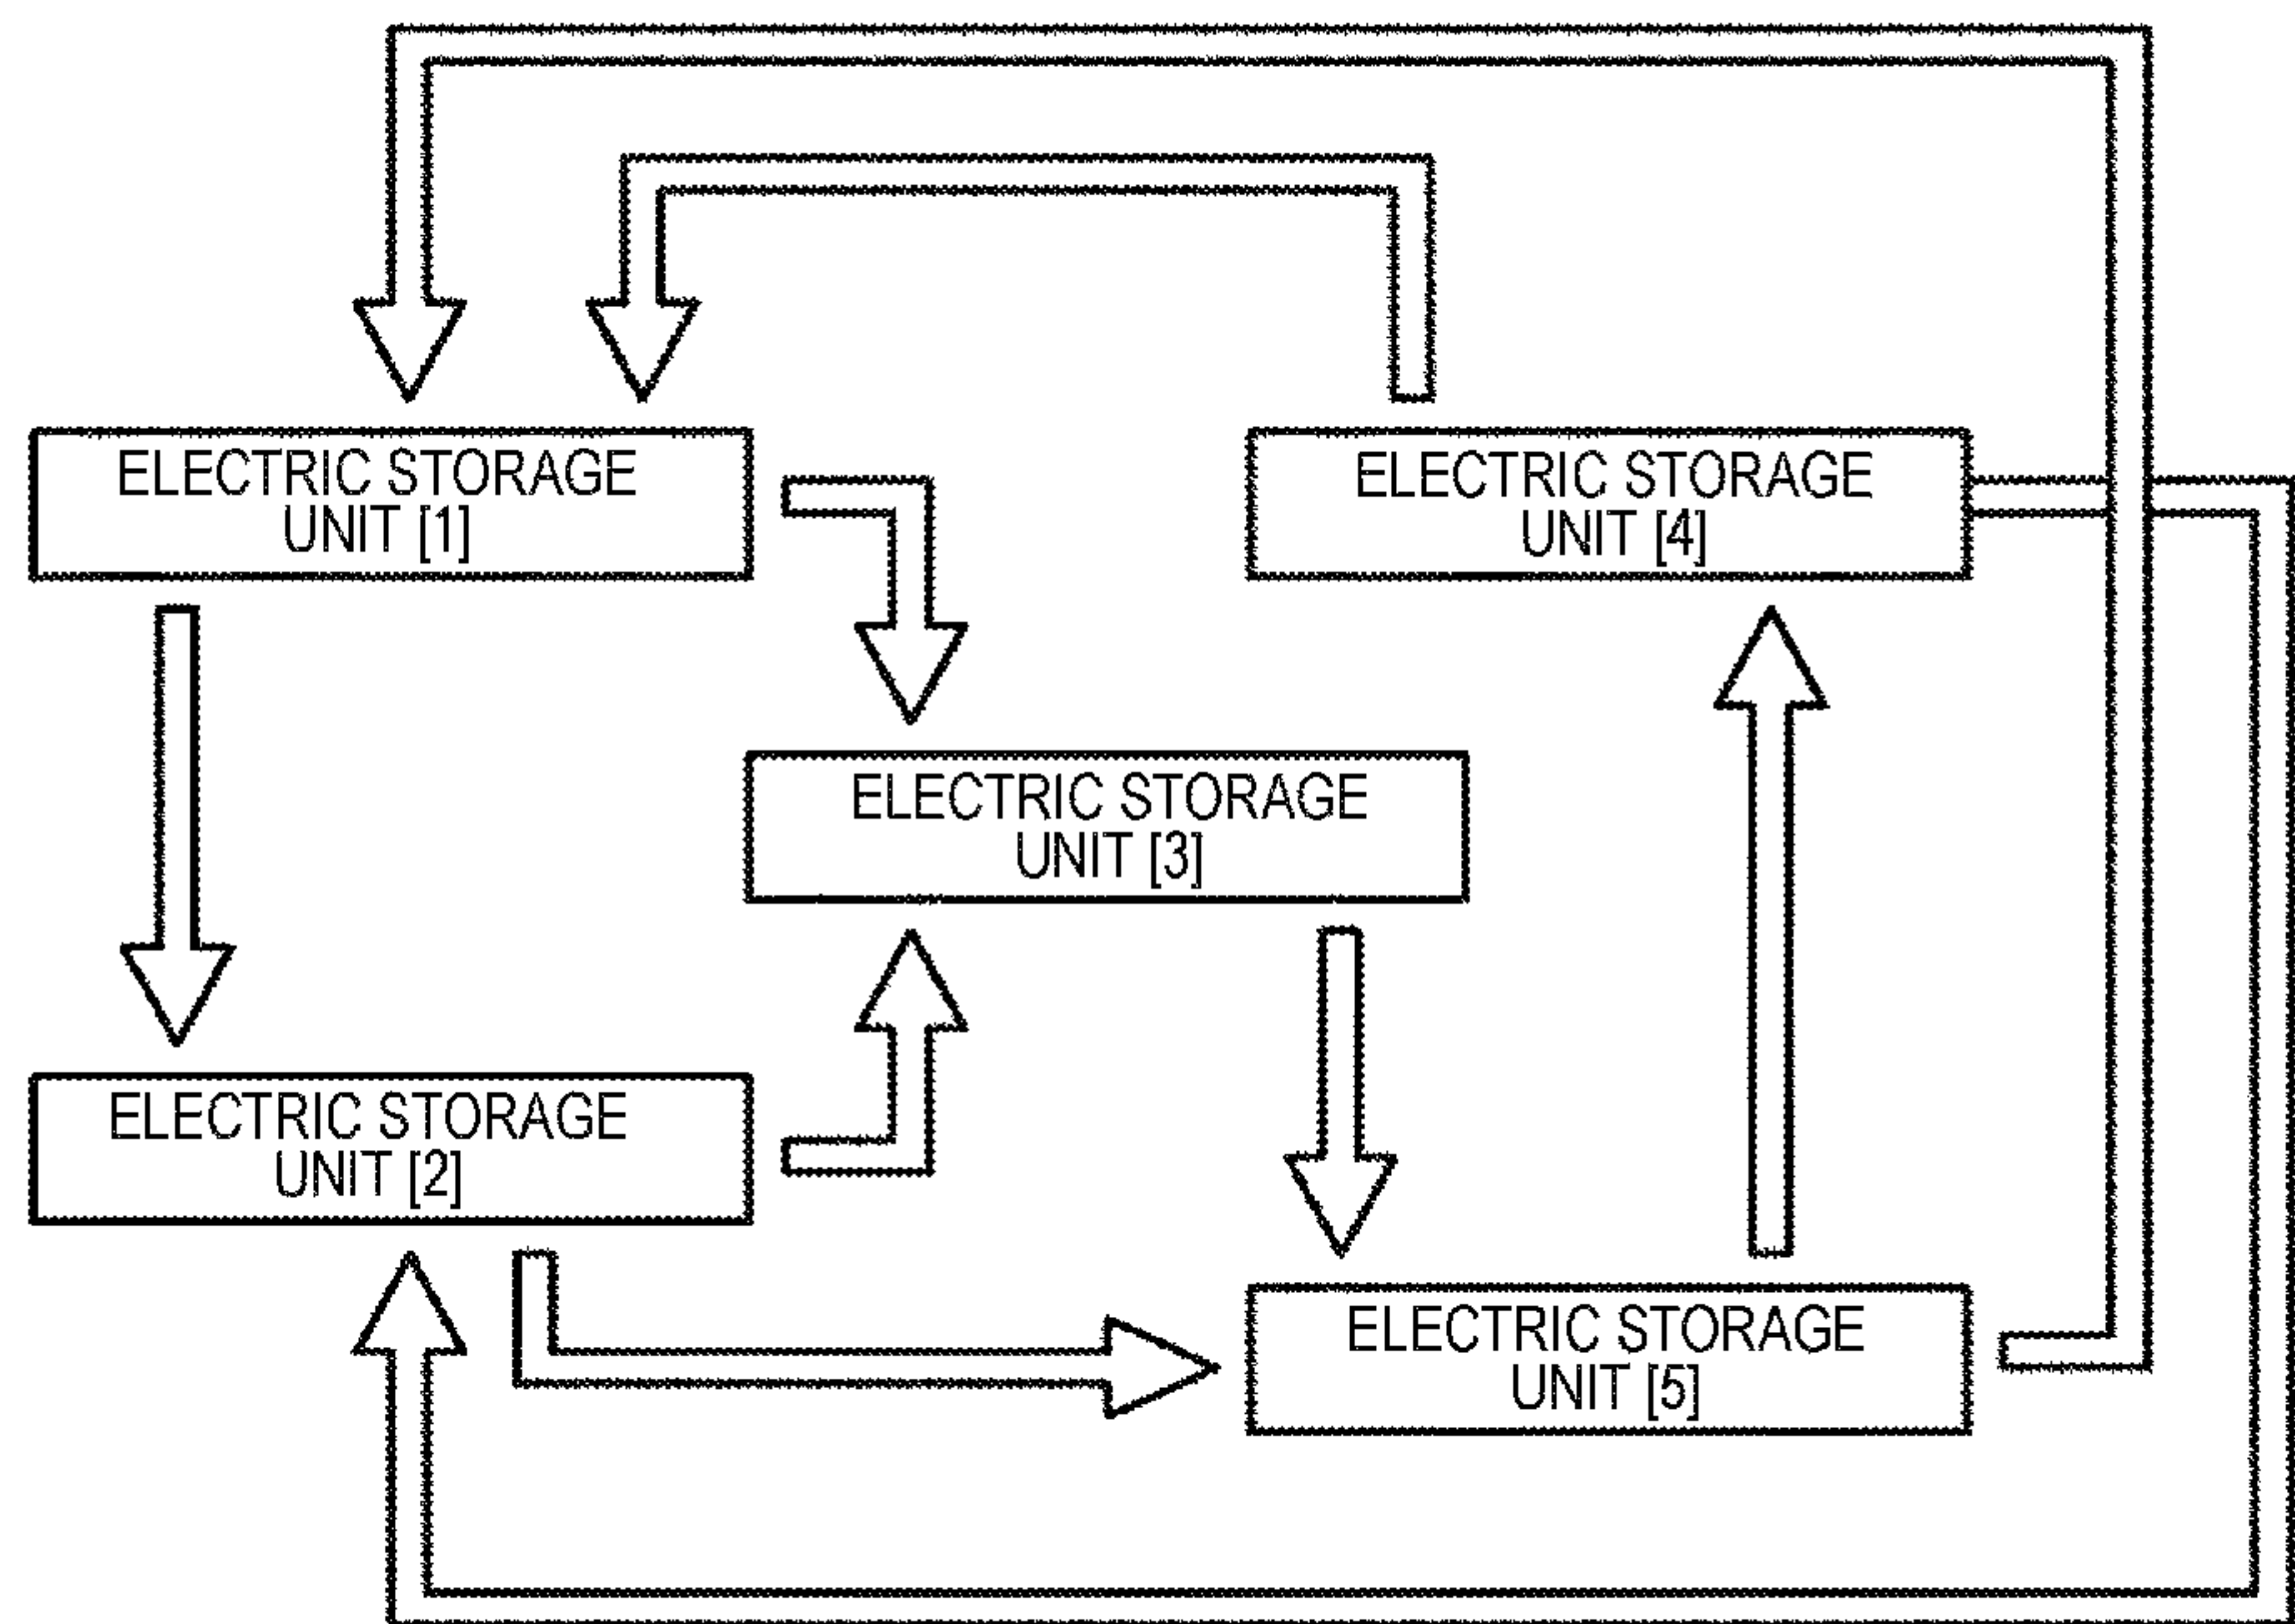 ELECTRIC STORAGE
UNIT [1]
ELECTRIC STORAGE
UNIT [4]
ELECTRIC STORAGE
UNIT [3]
ELECTRIC STORAGE
UNIT [2]
ELECTRIC STORAGE
UNIT [5]